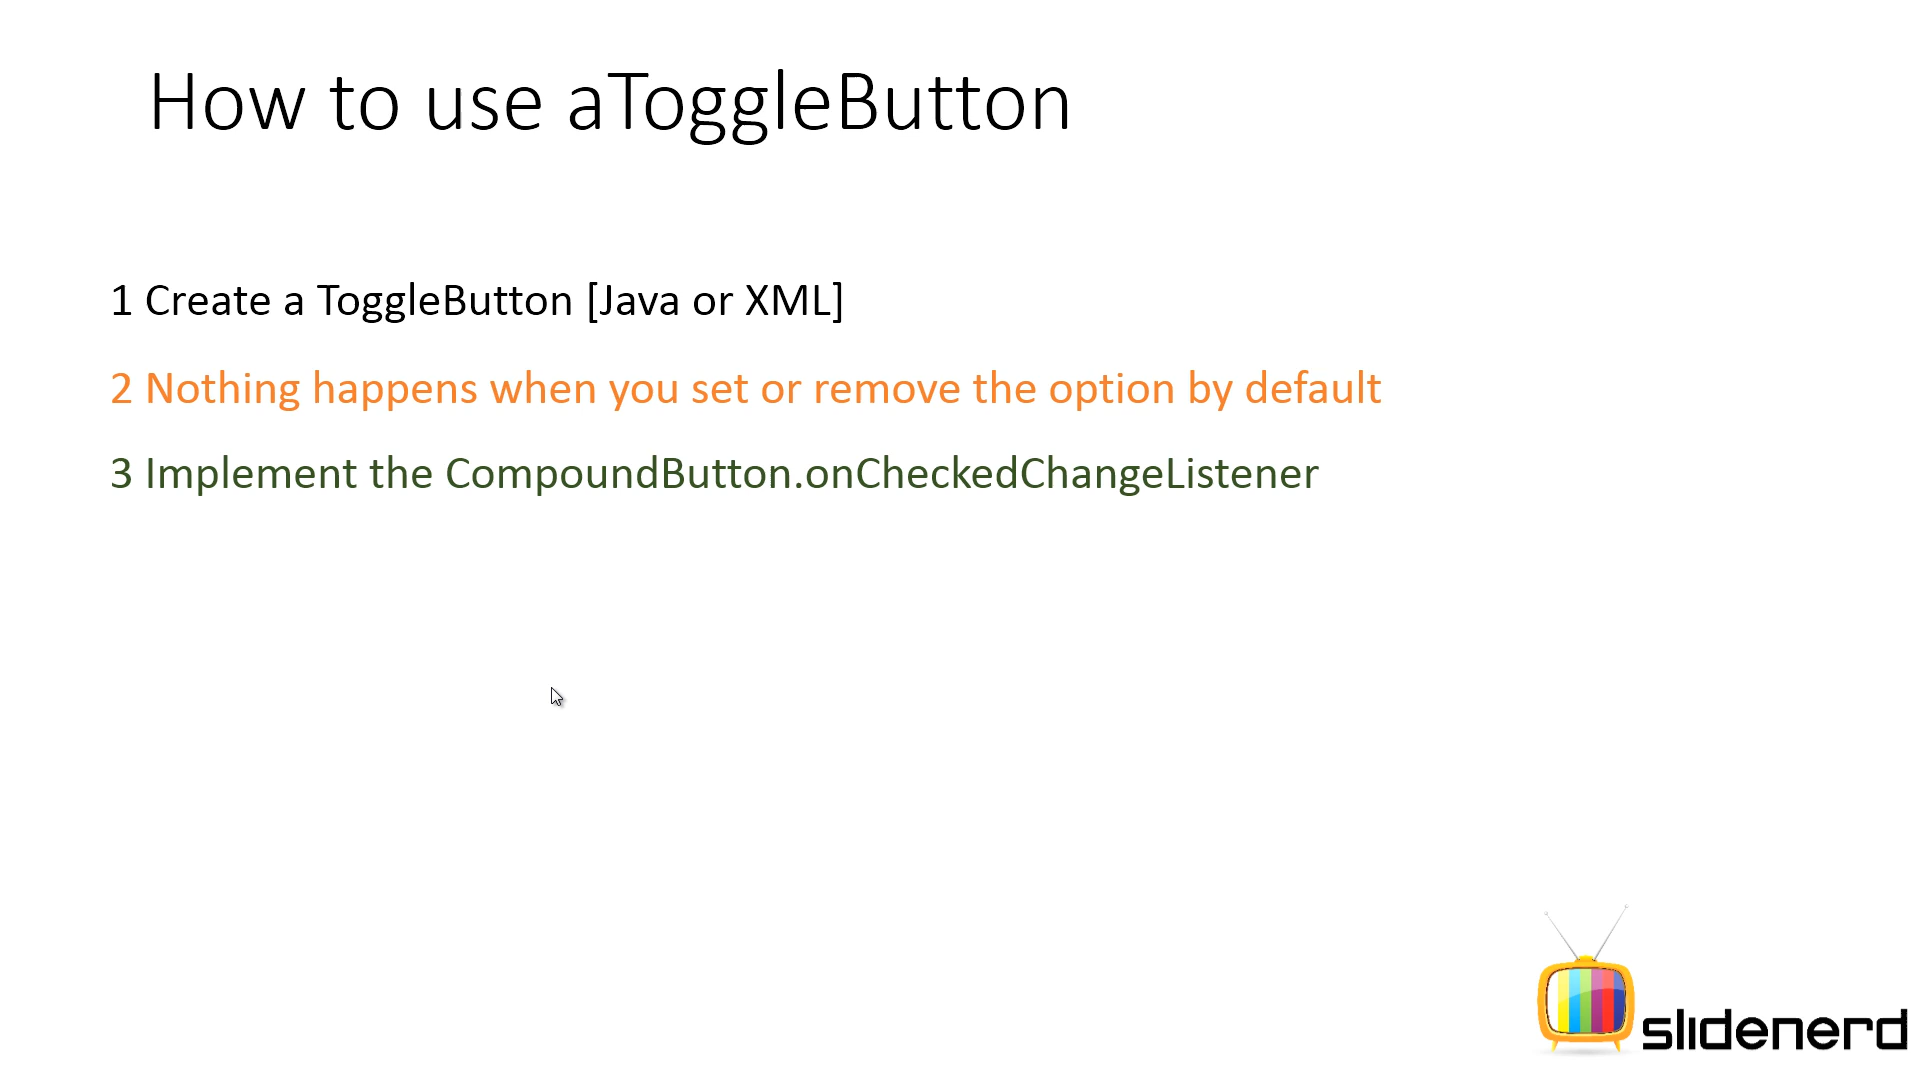 How to use aToggleButton
1 Create a ToggleButton [Java or XML]
2 Nothing happens when you set or remove the option by default
3 Implement the CompoundButton.onCheckedChangeListener
slidenerd